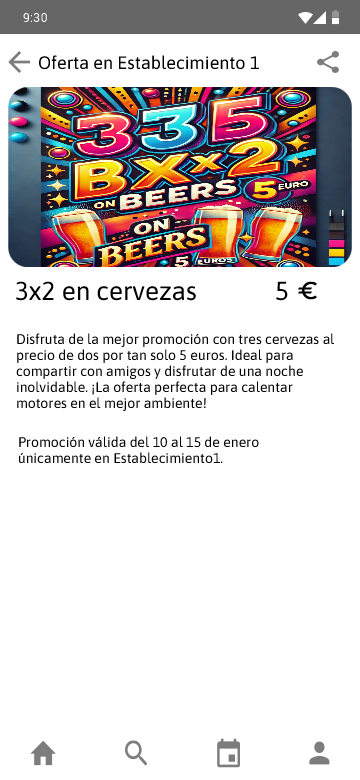 9:30
Oferta en Establecimiento 1
335
BXx2
ON BEERS 5 EURO
ON
BEERS
5 EUROS
3x2 en cervezas 5 €
Disfruta de la mejor promoción con tres cervezas al
precio de dos por tan solo 5 euros. Ideal para
compartir con amigos y disfrutar de una noche
inolvidable. ¡La oferta perfecta para calentar
motores en el mejor ambiente!
Promoción válida del 10 al 15 de enero
únicamente en Establecimiento1.